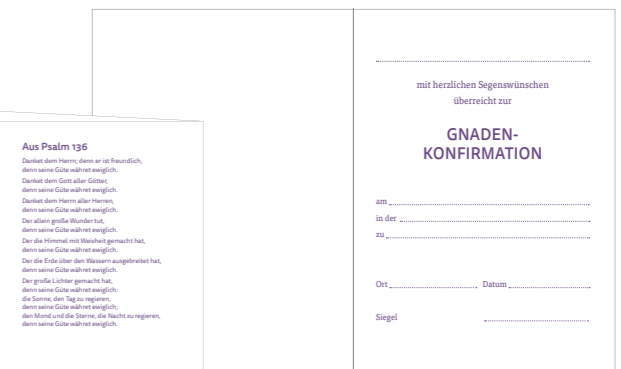 Aus Psalm 136
Danket dem Herrn; denn er ist freundlich,
denn seine Güte währet ewiglich.
Danket dem Gott aller Götter,
denn seine Güte währet ewiglich.
Danket dem Herrn aller Herren,
denn seine Güte währet ewiglich.
Der allein große Wunder tut,
denn seine Güte währet ewiglich.
Der die Himmel mit Weisheit gemacht hat,
denn seine Güte währet ewiglich.
Der die Erde über den Wassern ausgebreitet hat,
denn seine Güte währet ewiglich.
Der große Lichter gemacht hat,
denn seine Güte währet ewiglich:
die Sonne, den Tag zu regieren,
denn seine Güte währet ewiglich;
den Mond und die Sterne, die Nacht zu regieren,
denn seine Güte währet ewiglich.
mit herzlichen Segenswünschen
überreicht zur
GNADEN-
KONFIRMATION
am
in der
zu
Ort Datum
Siegel